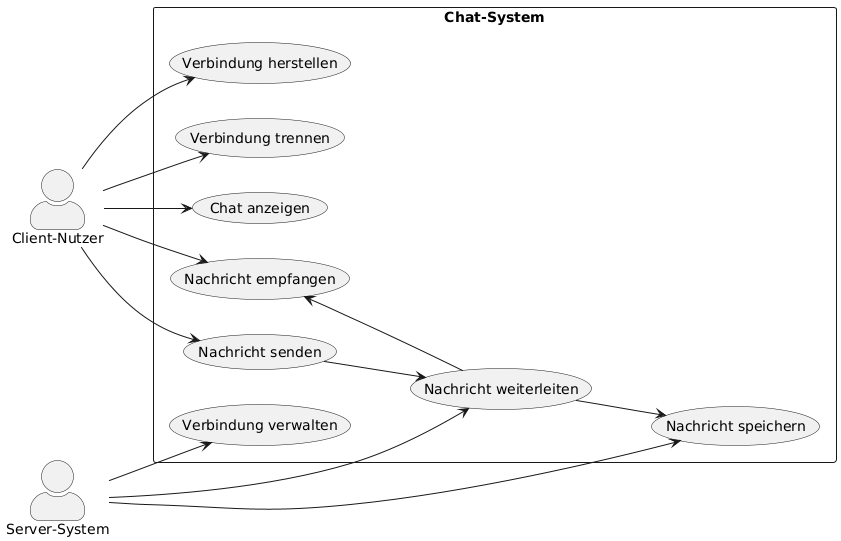 Chat-System
Verbindung herstellen
Verbindung trennen
Chat anzeigen
Client-Nutzer
Nachricht empfangen
Nachricht senden
Nachricht weiterleiten
Verbindung verwalten
Nachricht speichern
Server-System